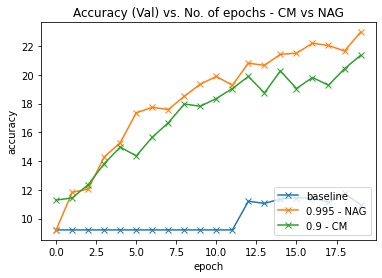 Accuracy (Val) vs. No. of epochs - CM vs NAG
accuracy
22
20
18
16
14
12
10
baseline
0.995 - NAG
0.9 - CM
0.0 2.5 5.0 7.5 10.0 12.5 15.0 17.5
epoch